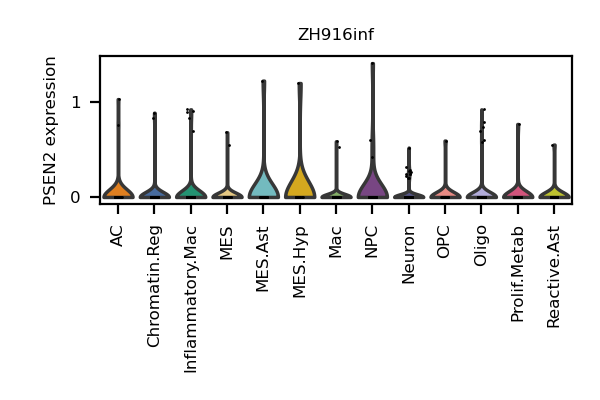 ZH916inf
PSEN2 expression
1
0
AC
Chromatin.Reg
Inflammatory.Mac
MES
MES.Ast
MES.Hyp
Mac
NPC
Neuron
OPC
Oligo
Prolif.Metab
Reactive.Ast